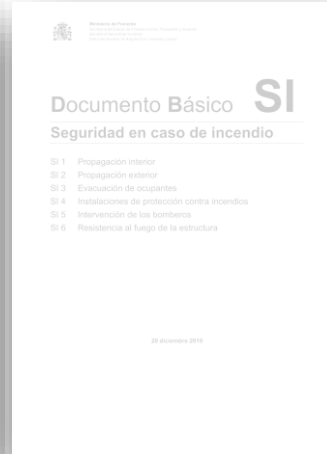 Ministerio de Fomento
Documento Básico SI
Seguridad en caso de incendio
SI 1 Propagación interior
SI 2 Propagación exterior
SI 3 Evacuación de ocupantes
SI 4 Instalaciones de protección contra incendios
SI 5 Intervención de los bomberos
SI 6 Resistencia al fuego de la estructura
20 diciembre 2019